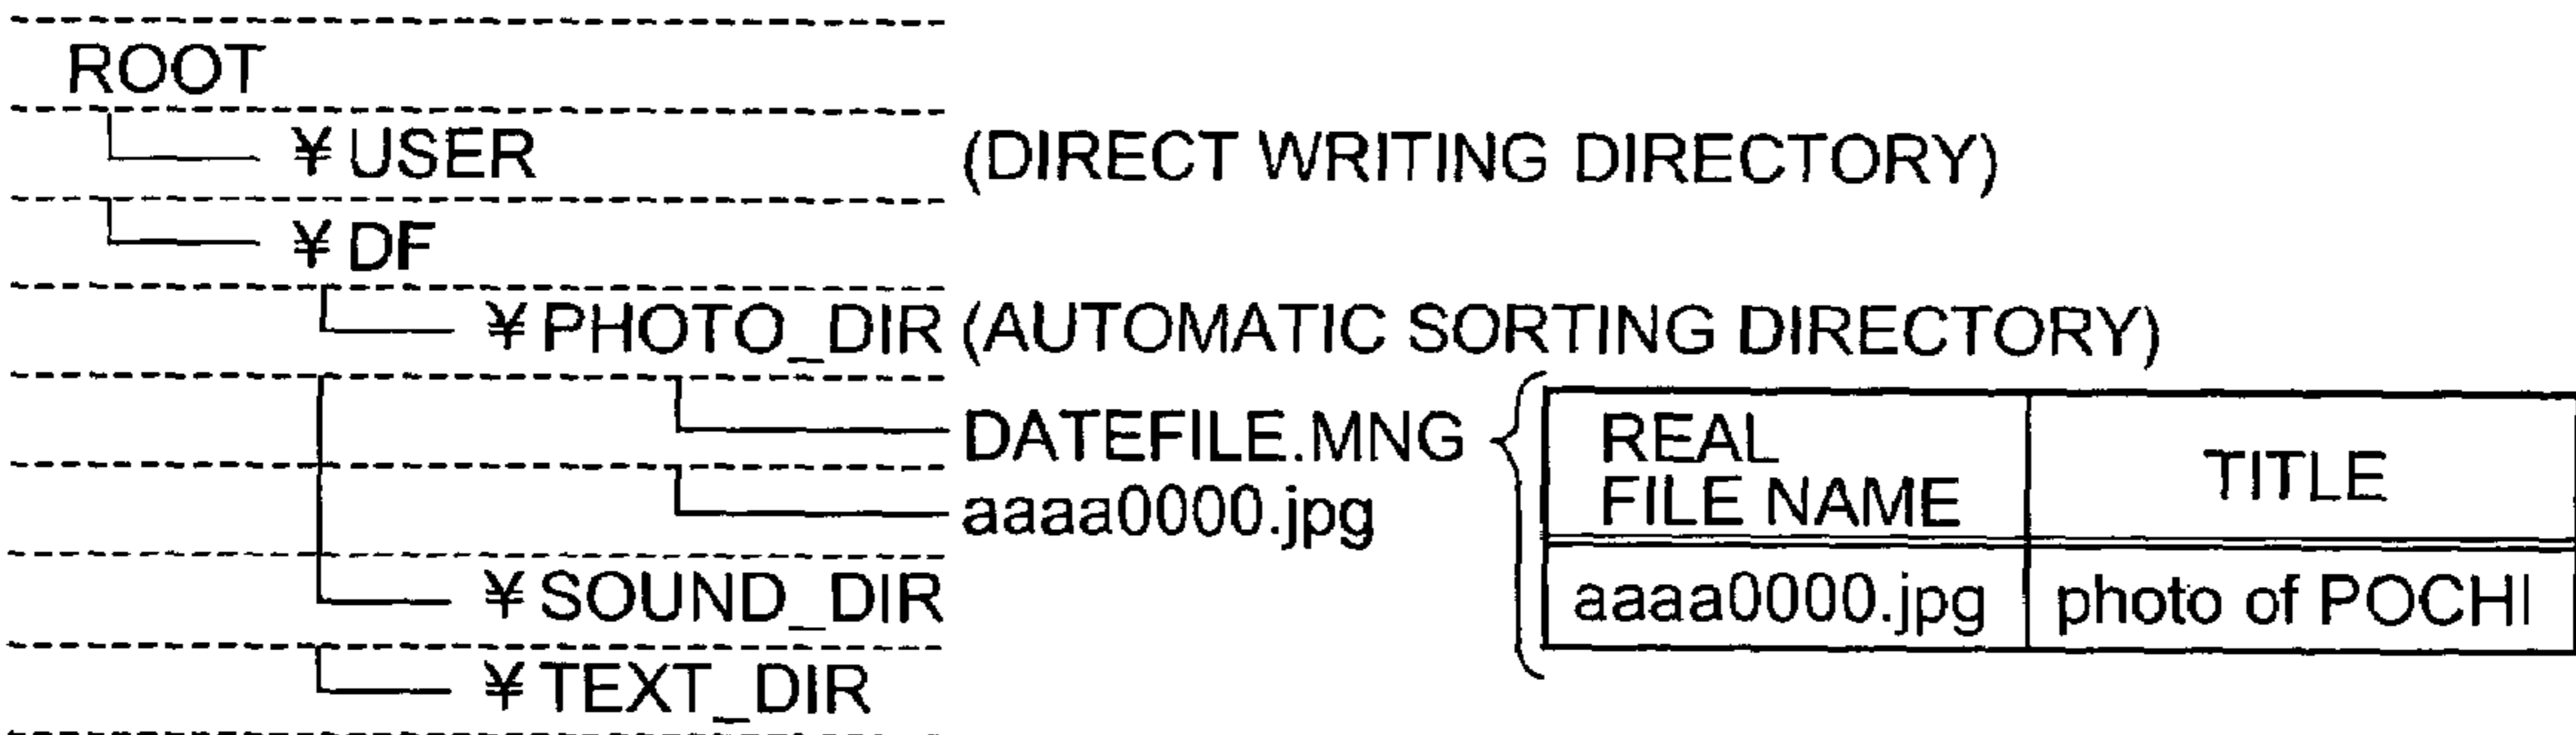 ROOT
¥USER (DIRECT WRITING DIRECTORY)
¥DF
¥PHOTO_DIR (AUTOMATIC SORTING DIRECTORY)
DATEFILE.MNG
aaaa0000.jpg
REAL
FILE NAME
TITLE
aaaa0000.jpg
photo of POCHI
¥SOUND_DIR
¥TEXT_DIR